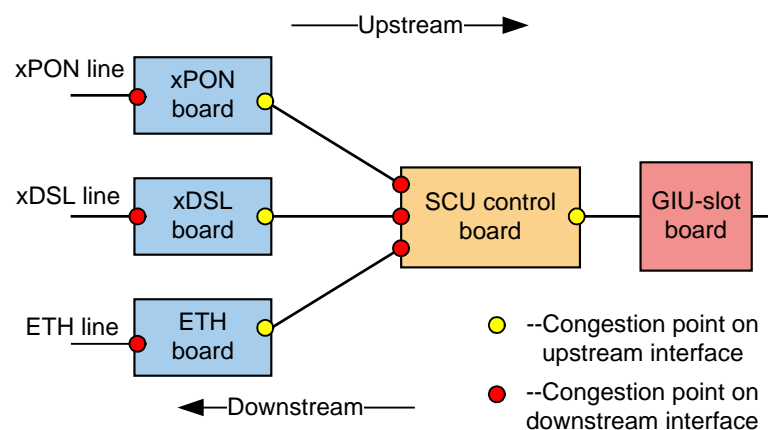 Upstream
xPON line
xPON
board
xDSL line
xDSL
board
SCU control
board
GIU-slot
board
ETH line
ETH
board
--Congestion point on
upstream interface
Downstream
--Congestion point on
downstream interface